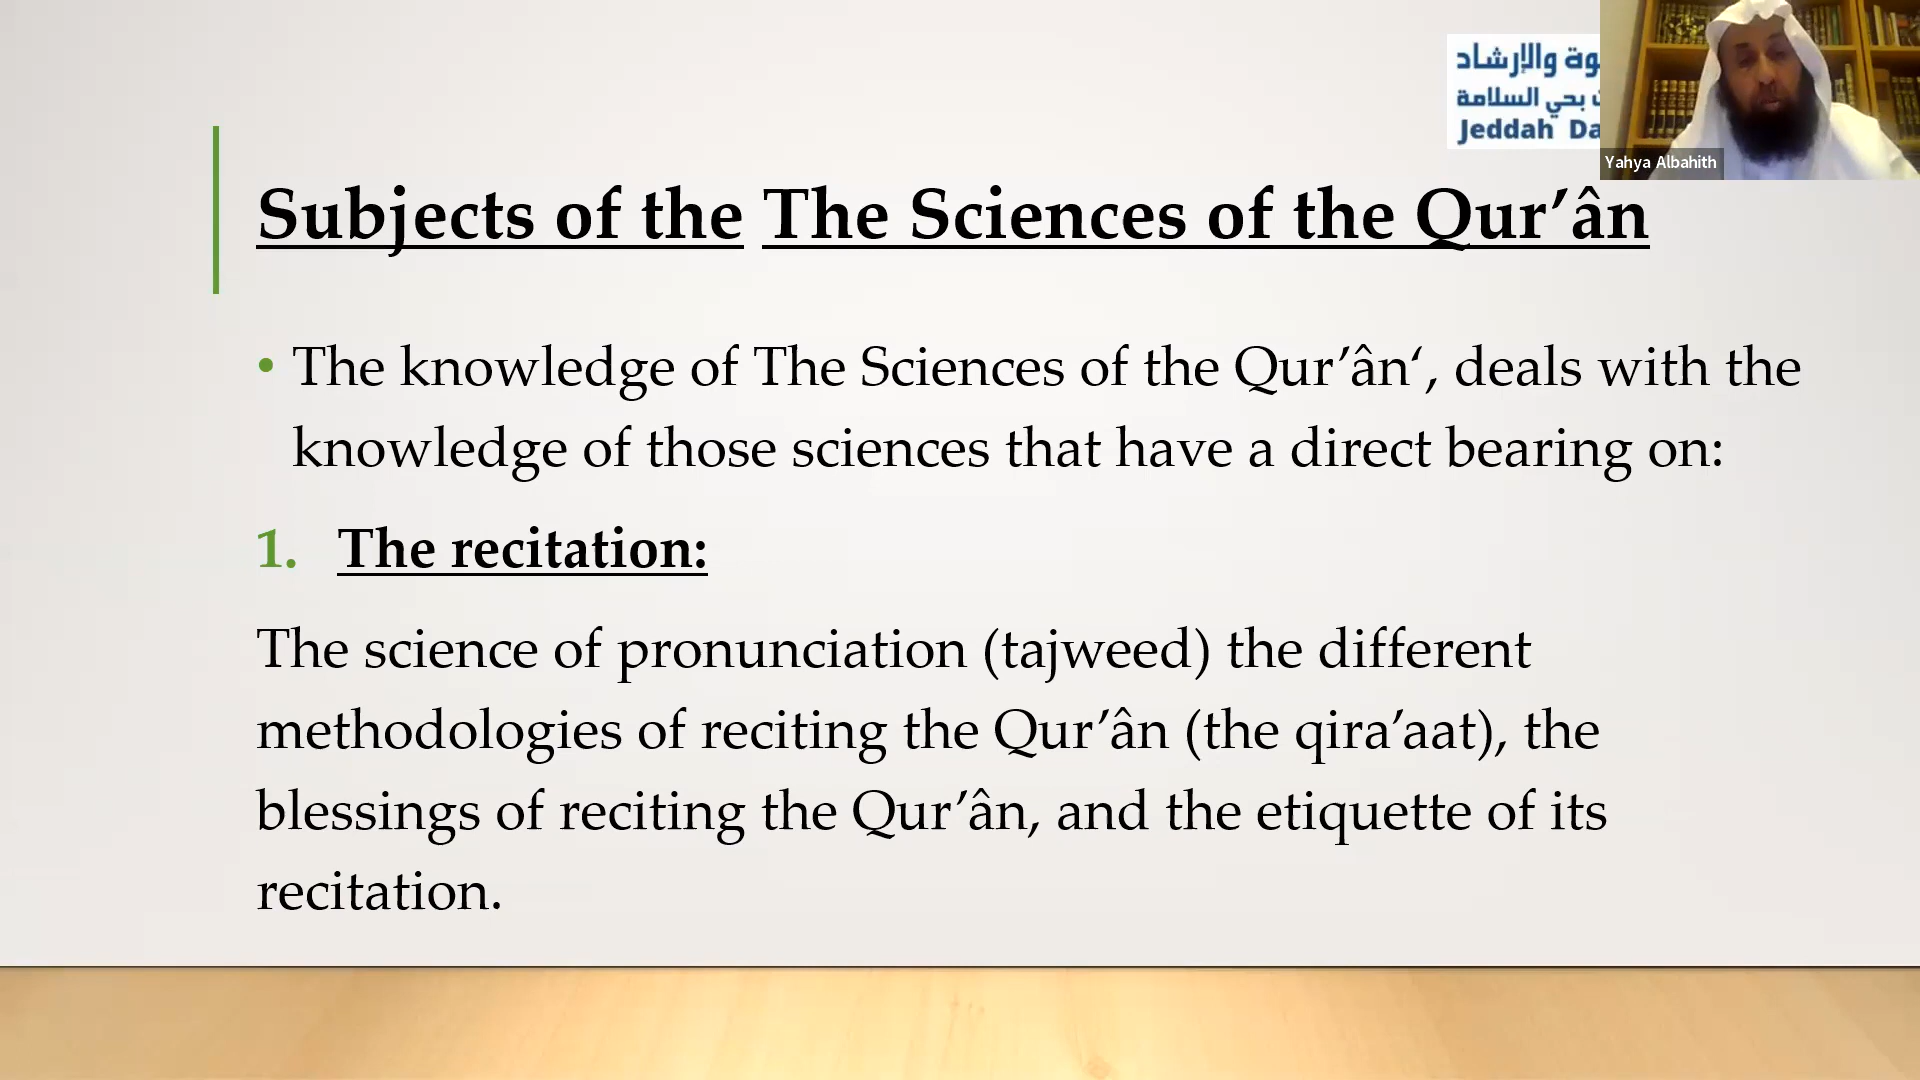 والإرشاد
بحي السلامة
Jeddah
Yahya Albahith
Subjects of the The Sciences of the Qur’ân
• The knowledge of The Sciences of the Qur’ân‘, deals with the
knowledge of those sciences that have a direct bearing on:
1. The recitation:
The science of pronunciation (tajweed) the different
methodologies of reciting the Qur’ân (the qira’aat), the
blessings of reciting the Qur’ân, and the etiquette of its
recitation.